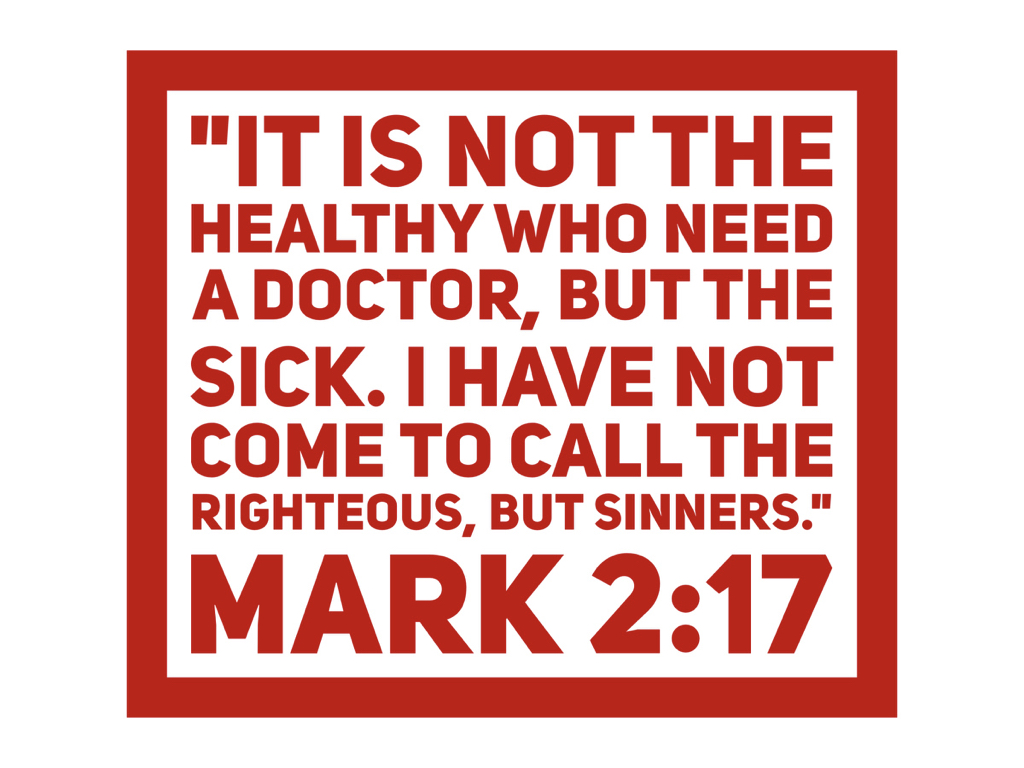 "IT IS NOT THE
HEALTHY WHO NEED
A DOCTOR, BUT THE
SICK. I HAVE NOT
COME TO CALL THE
RIGHTEOUS, BUT SINNERS."
MARK 2:17